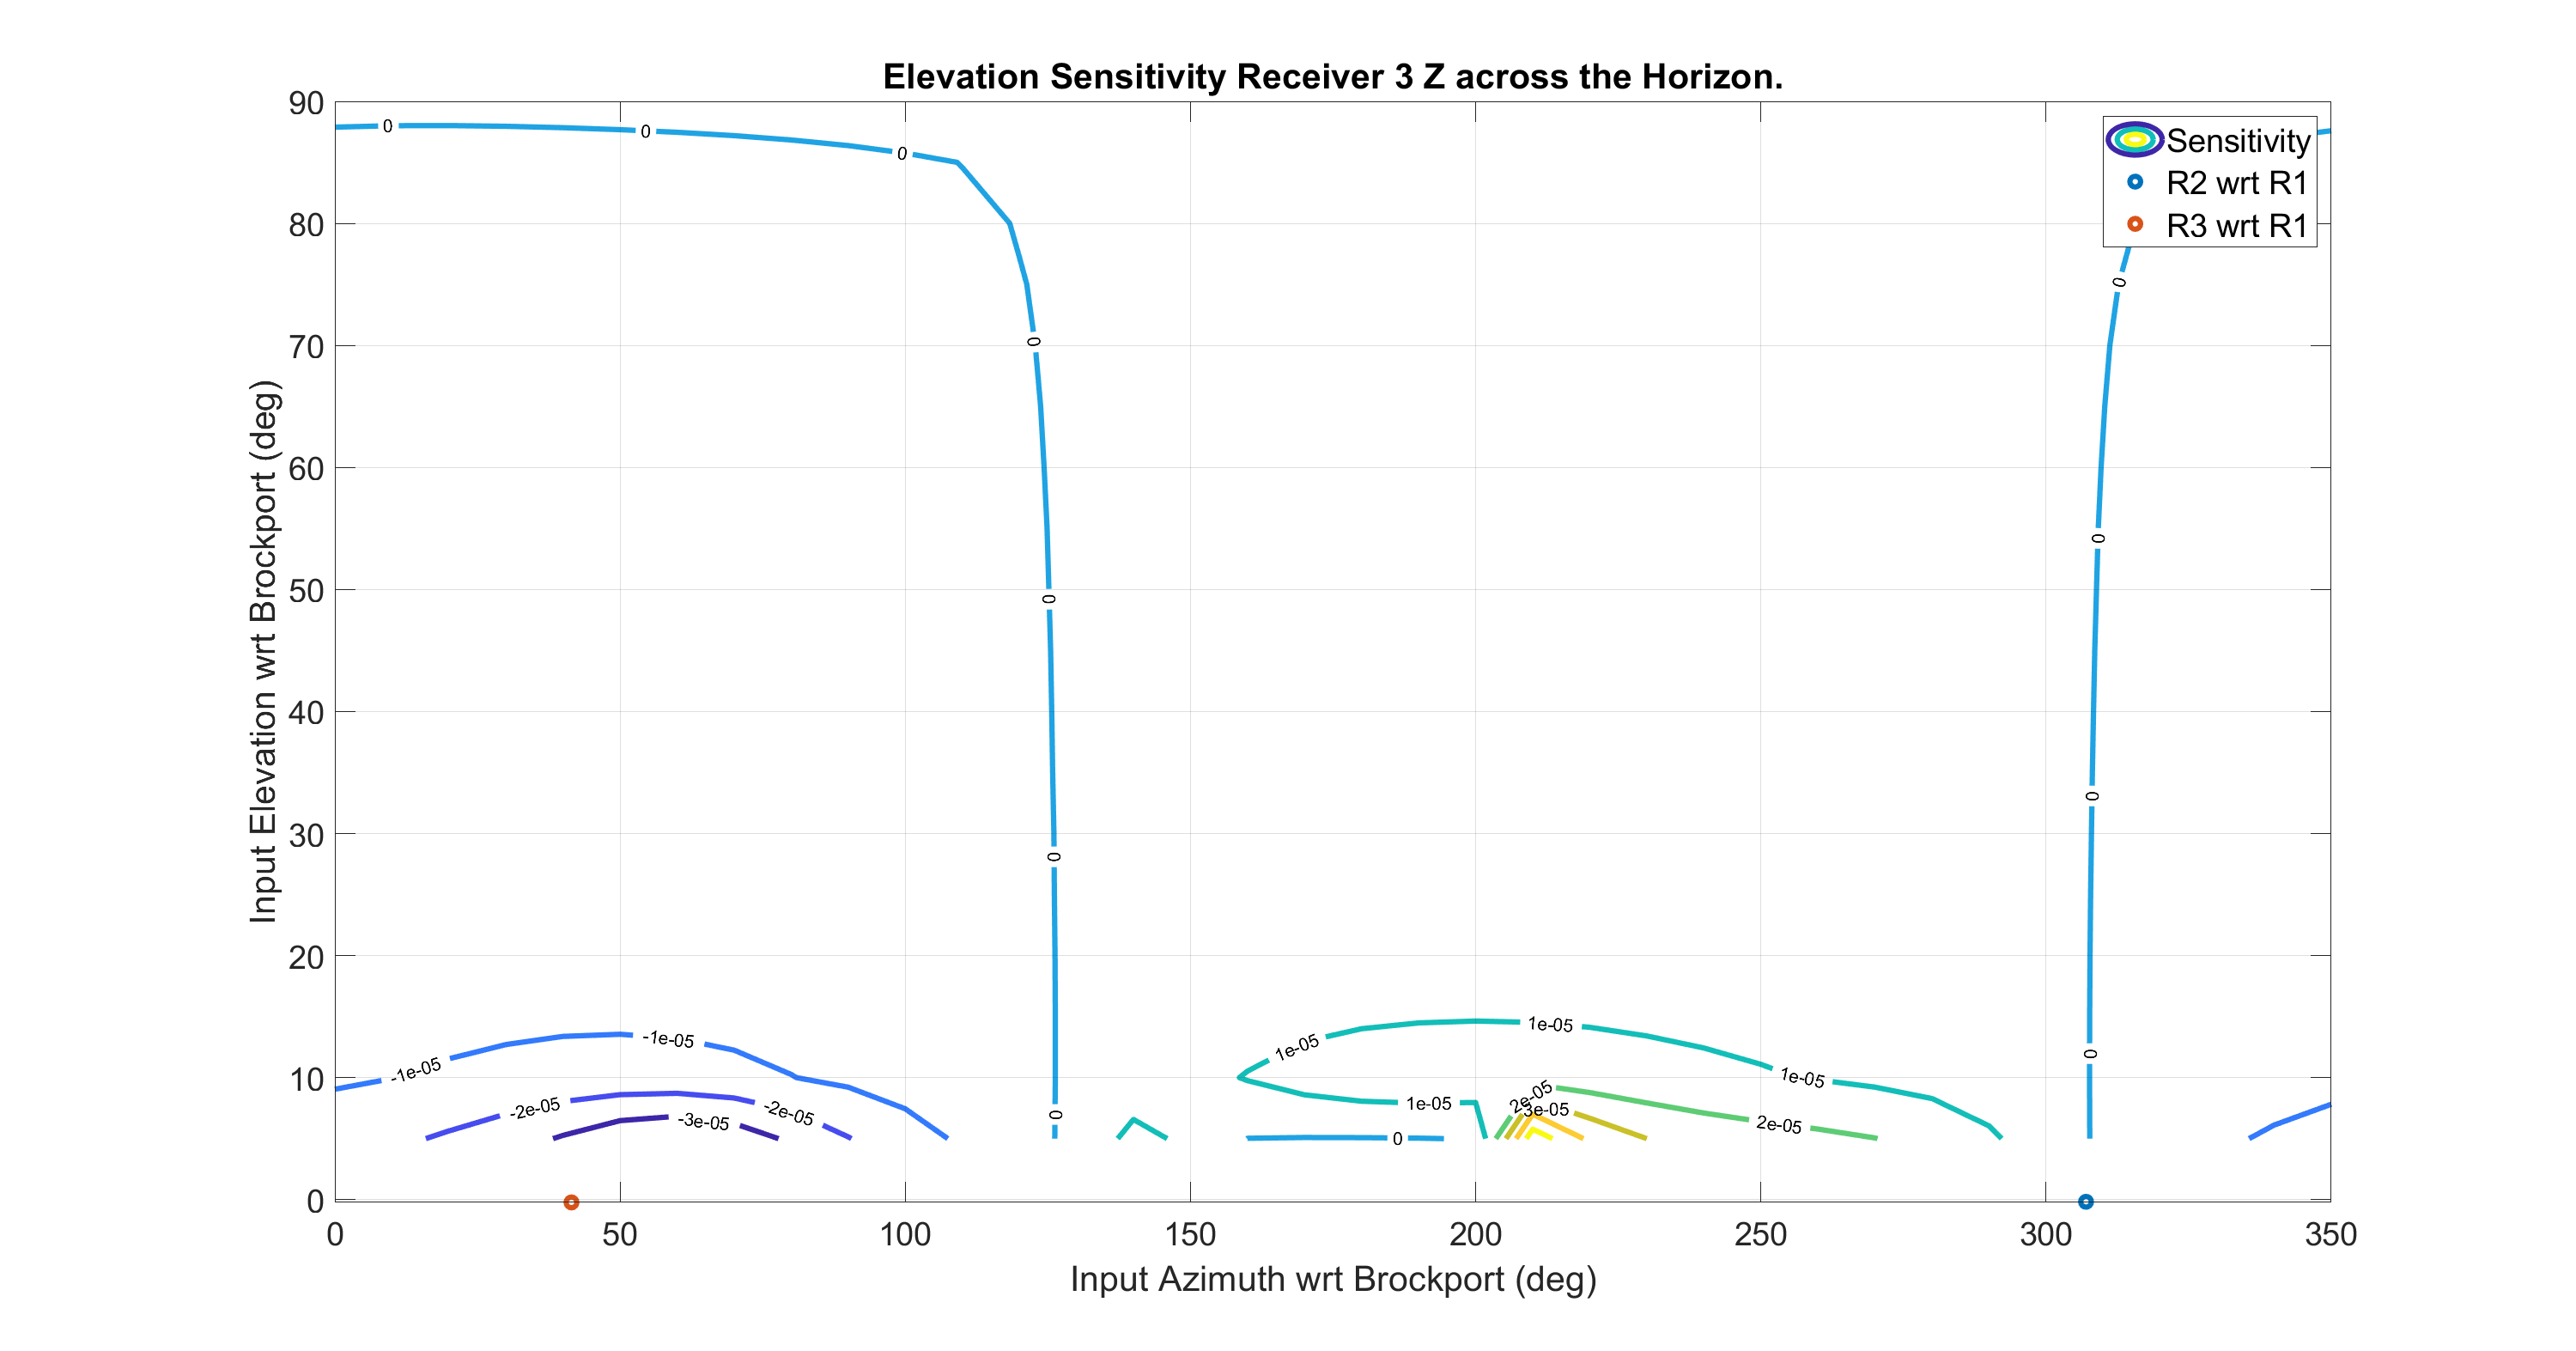 Elevation Sensitivity Receiver 3 Z across the Horizon.
Sensitivity
R2 wrt R1
R3 wrt R1
Input Elevation wrt Brockport (deg)
90
80
70
60
50
40
30
20
10
0
0 0 0
0
0
0
0
0
0
0
0
0
0
-1e-05 -1e-05
-2e-05 -2e-05
-3e-05
1e-05 1e-05 1e-05
1e-05
2e-05
3e-05
2e-05
0
0 50 100 150 200 250 300 350
Input Azimuth wrt Brockport (deg)